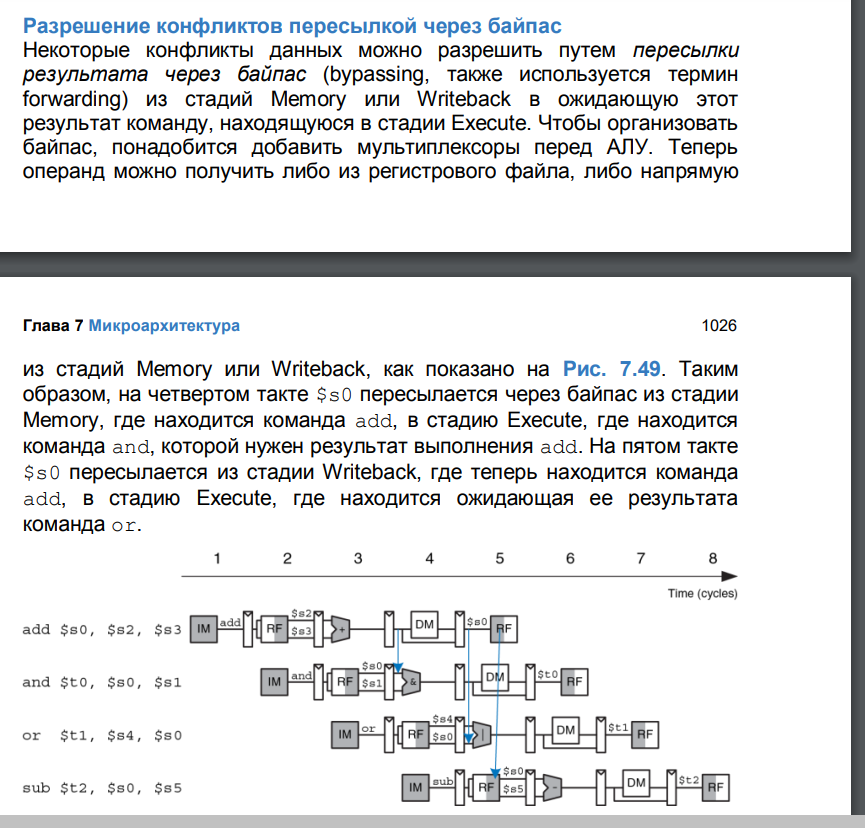 Разрешение конфликтов пересылкой через байпас
Некоторые конфликты данных можно разрешить путем пересылки
результата через байпас (bypassing, также используется термин
forwarding) из стадий Memory или Writeback в ожидающую этот
результат команду, находящуюся в стадии Execute. Чтобы организовать
байпас, понадобится добавить мультиплексоры перед АЛУ. Теперь
операнд можно получить либо из регистрового файла, либо напрямую
Глава 7 Микроархитектура 1026
из стадий Memory или Writeback, как показано на Рис. 7.49. Таким
образом, на четвертом такте $s0 пересылается через байпас из стадии
Memory, где находится команда add, в стадию Execute, где находится
команда and, которой нужен результат выполнения add. На пятом такте
$s0 пересылается из стадии Writeback, где теперь находится команда
add, в стадию Execute, где находится ожидающая ее результата
команда or.
1 2 3 4 5 6 7 8
Time (cycles)
add $s0, $s2, $s3 IM add RF $s2 $s3 + DM $s0 RF
and $t0, $s0, $s1 IM and RF $s0 $s1 & DM $t0 RF
or $t1, $s4, $s0 IM or RF $s4 $s0 | DM $t1 RF
sub $t2, $s0, $s5 IM sub RF $s0 $s5 - DM $t2 RF